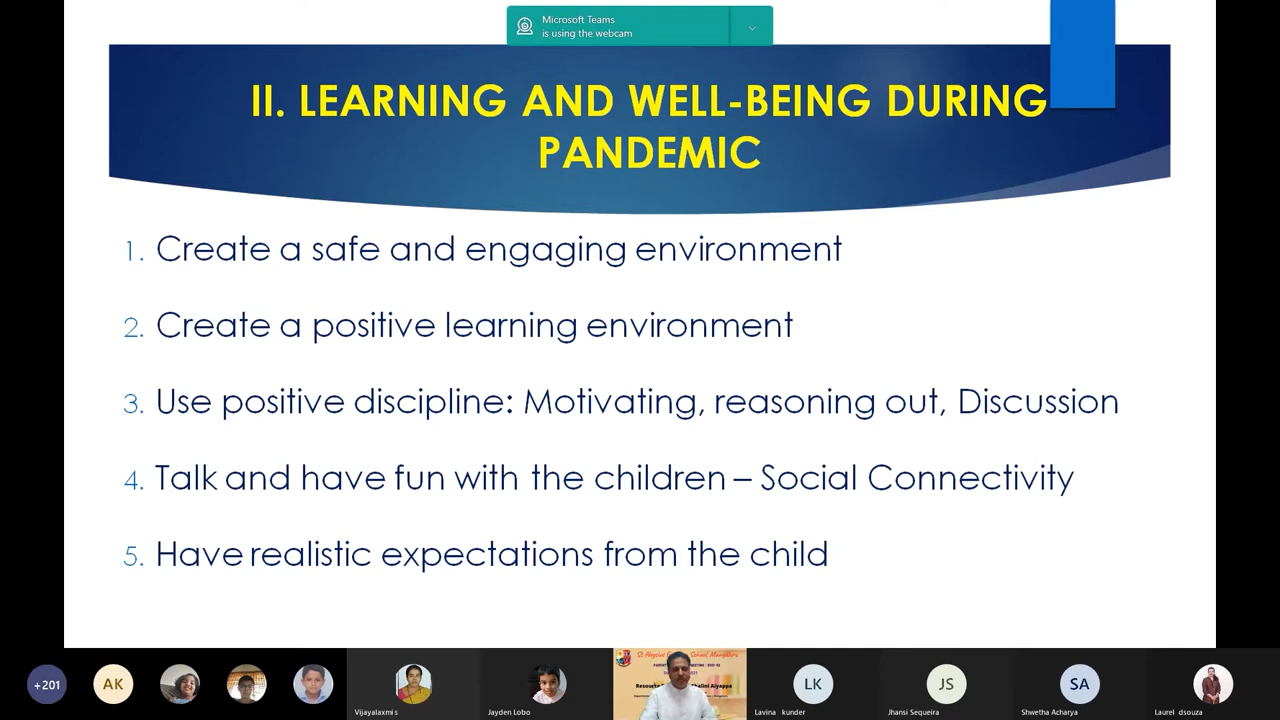 Microsoft Teams
is using the webcam
II. LEARNING AND WELL-BEING DURING
PANDEMIC
1. Create a safe and engaging environment
2. Create a positive learning environment
3. Use positive discipline: Motivating, reasoning out, Discussion
4. Talk and have fun with the children – Social Connectivity
5. Have realistic expectations from the child
+201
AK
LK
JS
SA
Vijayalaxmi s
Jayden Lobo
Lavina kunder
Jhansi Sequeira
Shwetha Acharya
Laurel dsouza